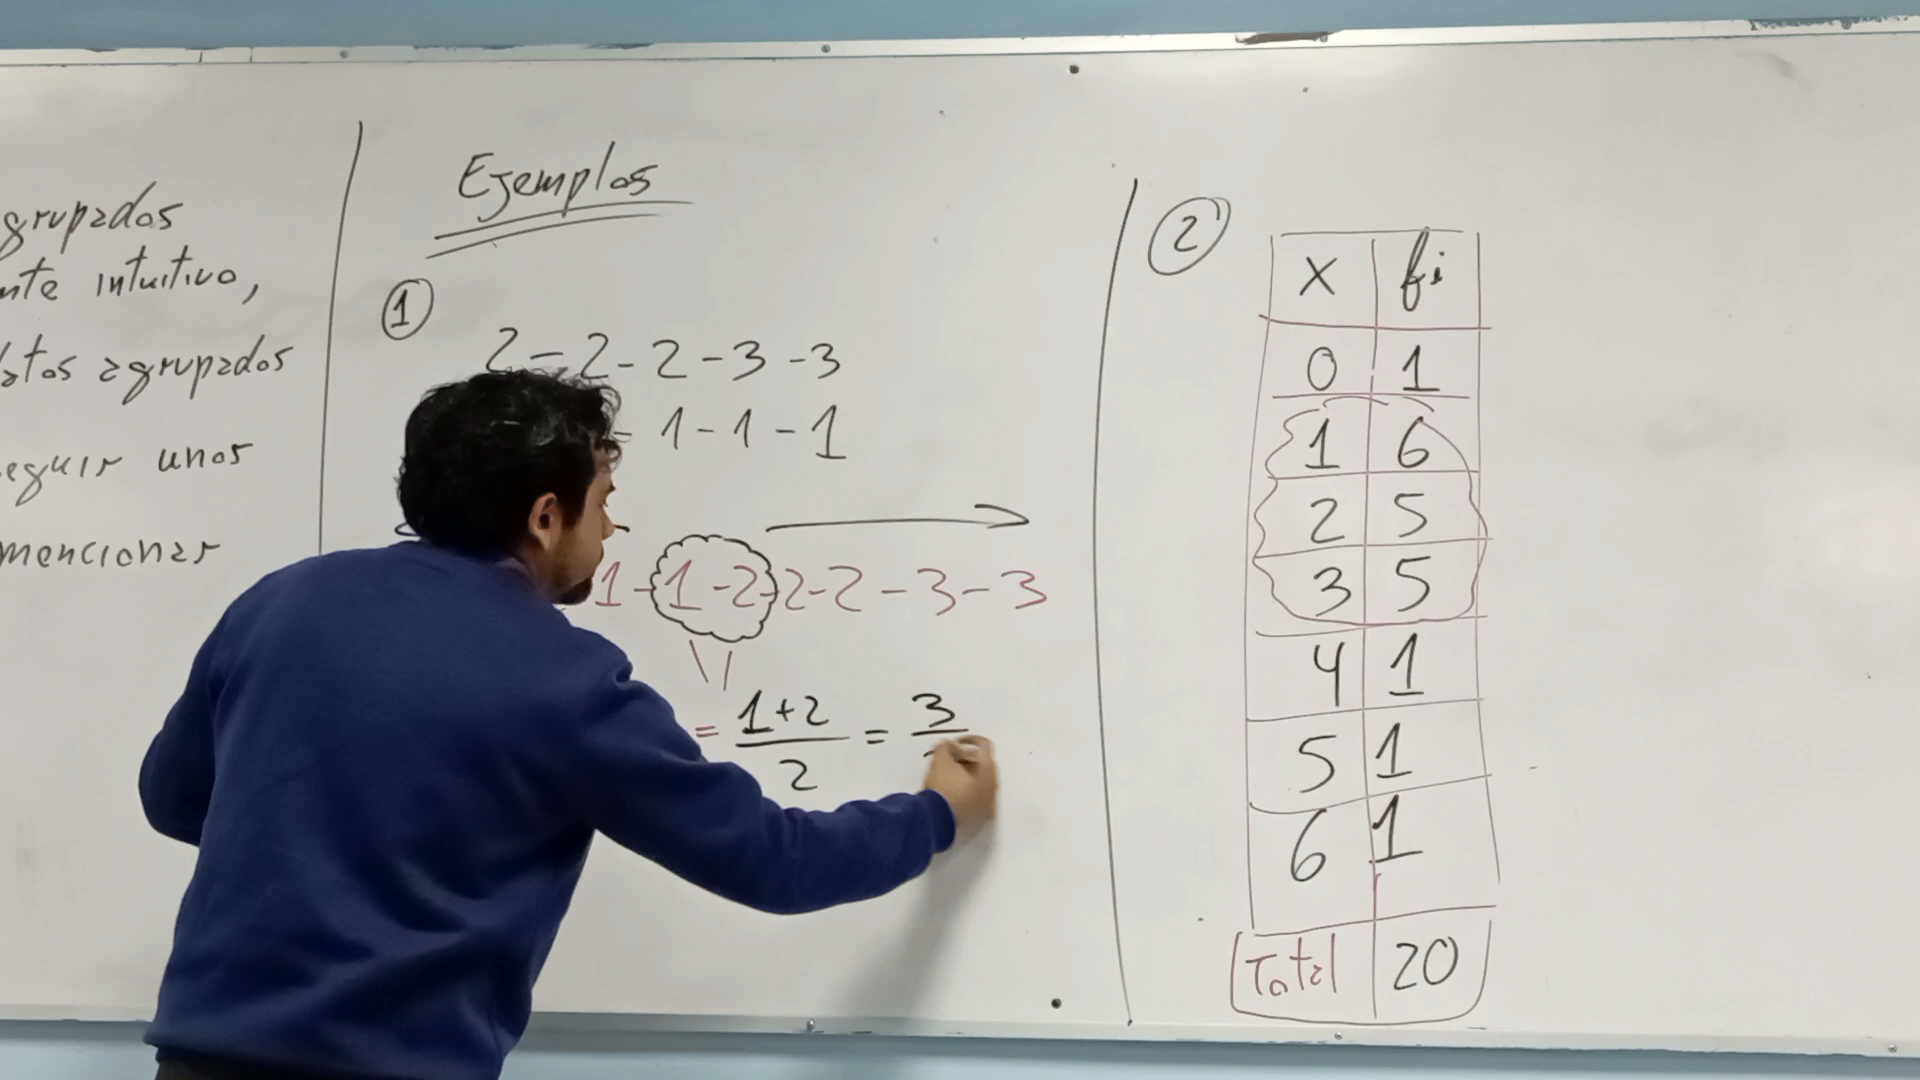 grupados
nte intuitivo,
atos agrupados
eguir unos
mencionar
Ejemplos
1
2 - 2 - 2 - 3 - 3
- 1 - 1 - 1
1 - 1 - 2 - 2 - 2 - 3 - 3
= 1+2 / 2 = 3
2
x fi
0 1
1 6
2 5
3 5
4 1
5 1
6 1
Total 20